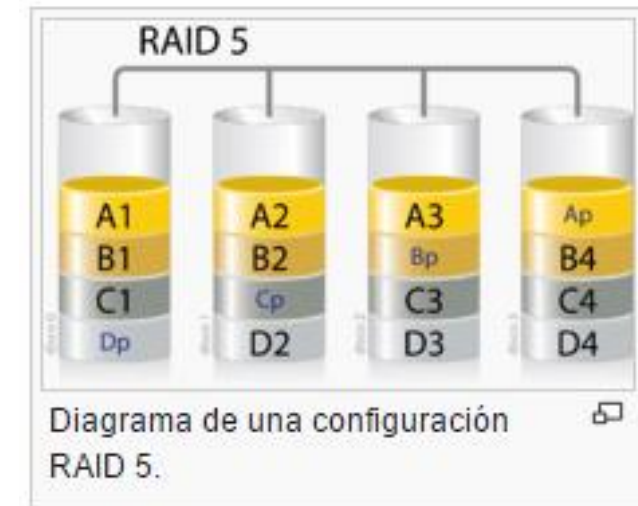 RAID 5
A1 A2 A3 Ap
B1 B2 Bp B4
C1 Cp C3 C4
Dp D2 D3 D4
Diagrama de una configuración
RAID 5.